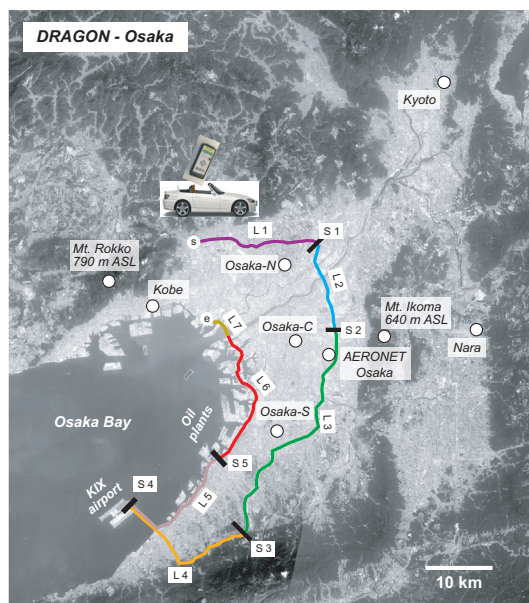 DRAGON - Osaka
Kyoto
L 1
S 1
s
Mt. Rokko
790 m ASL
Osaka-N
L 2
Kobe
Mt. Ikoma
640 m ASL
e
L 7
S 2
Osaka-C
Nara
AERONET
Osaka
L 6
Osaka Bay
Oil
plants
Osaka-S
L 3
S 5
S 4
KIX
airport
L 5
S 3
L 4
10 km